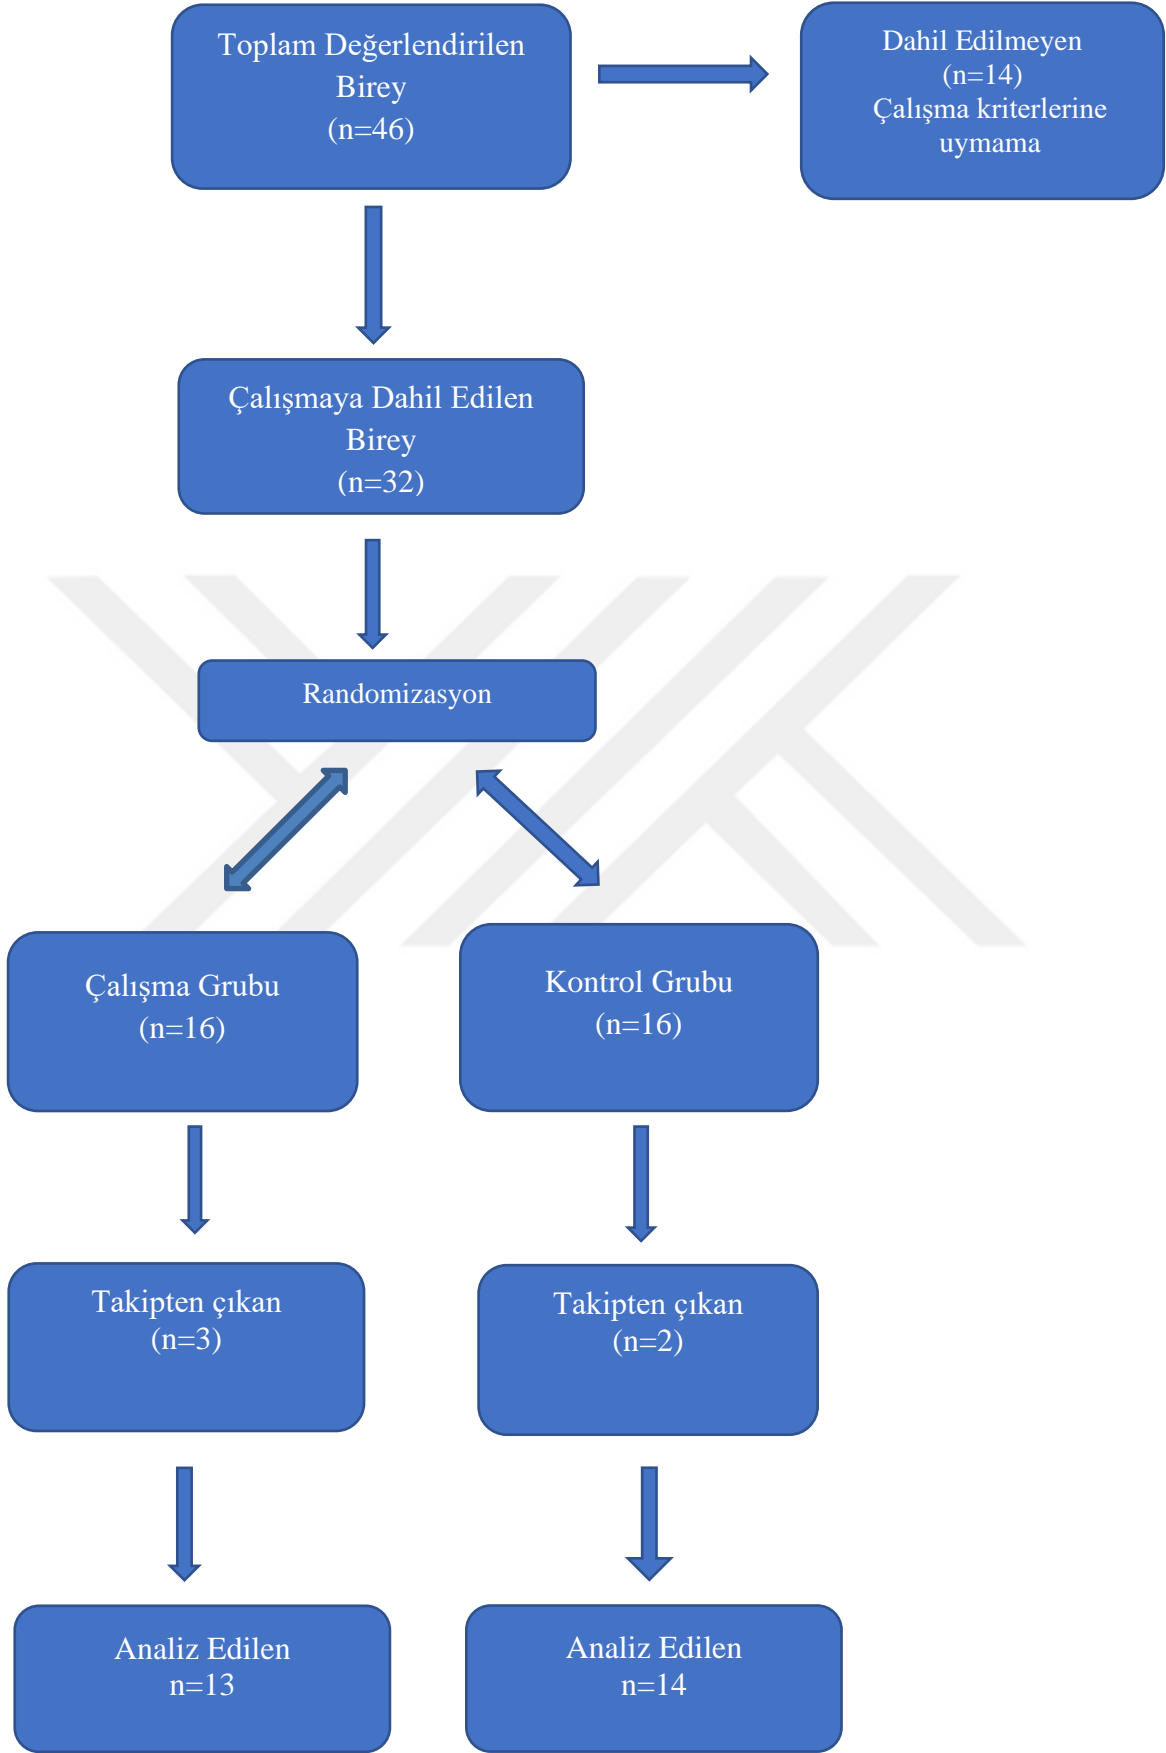 Toplam Değerlendirilen
Birey
(n=46)
Dahil Edilmeyen
(n=14)
Çalışma kriterlerine
uymama
Çalışmaya Dahil Edilen
Birey
(n=32)
Randomizasyon
Çalışma Grubu
(n=16)
Kontrol Grubu
(n=16)
Takipten çıkan
(n=3)
Takipten çıkan
(n=2)
Analiz Edilen
n=13
Analiz Edilen
n=14